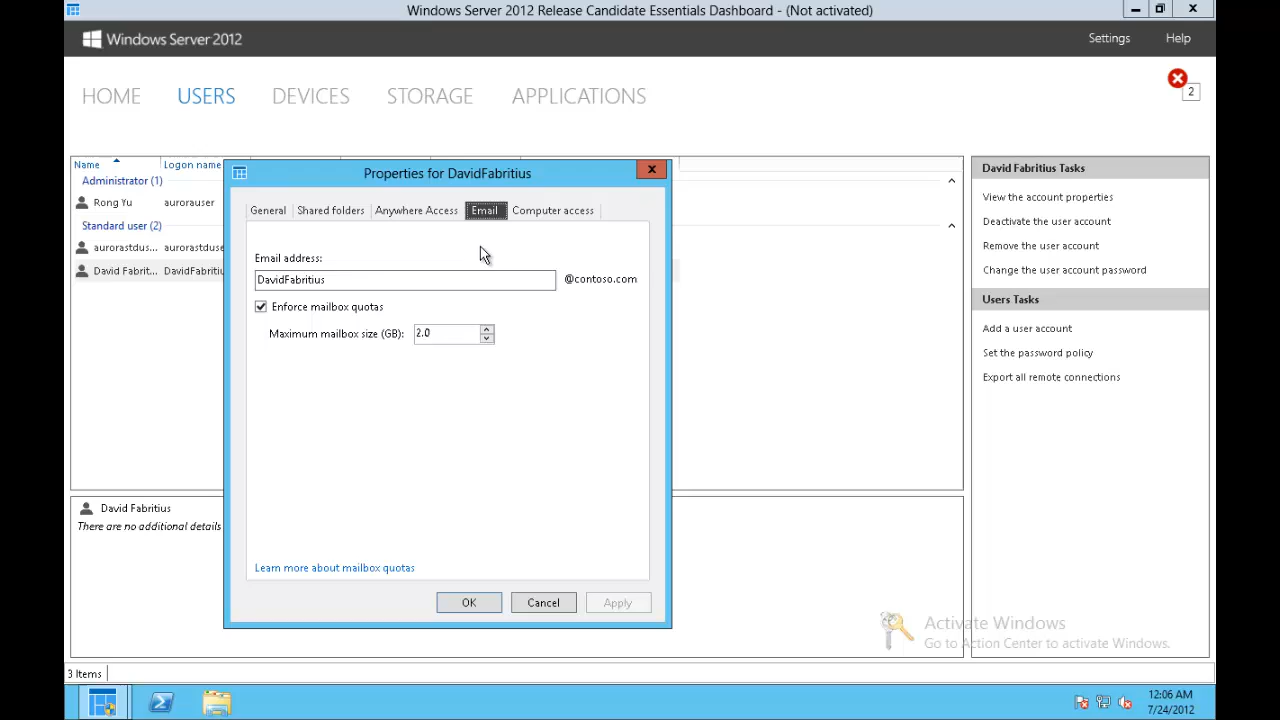 Windows Server 2012 Release Candidate Essentials Dashboard - (Not activated)
Windows Server 2012
Settings
Help
HOME
USERS
DEVICES
STORAGE
APPLICATIONS
2
Name
Logon name
Administrator (1)
Rong Yu
aurorauser
Standard user (2)
aurorastdus...
aurorastduse
David Fabrit...
DavidFabritiu
Properties for DavidFabritius
General
Shared folders
Anywhere Access
Email
Computer access
Email address:
DavidFabritius
@contoso.com
Enforce mailbox quotas
Maximum mailbox size (GB):
2.0
Learn more about mailbox quotas
OK
Cancel
Apply
David Fabritius Tasks
View the account properties
Deactivate the user account
Remove the user account
Change the user account password
Users Tasks
Add a user account
Set the password policy
Export all remote connections
David Fabritius
There are no additional details
Activate Windows
Go to Action Center to activate Windows.
3 Items
12:06 AM
7/24/2012